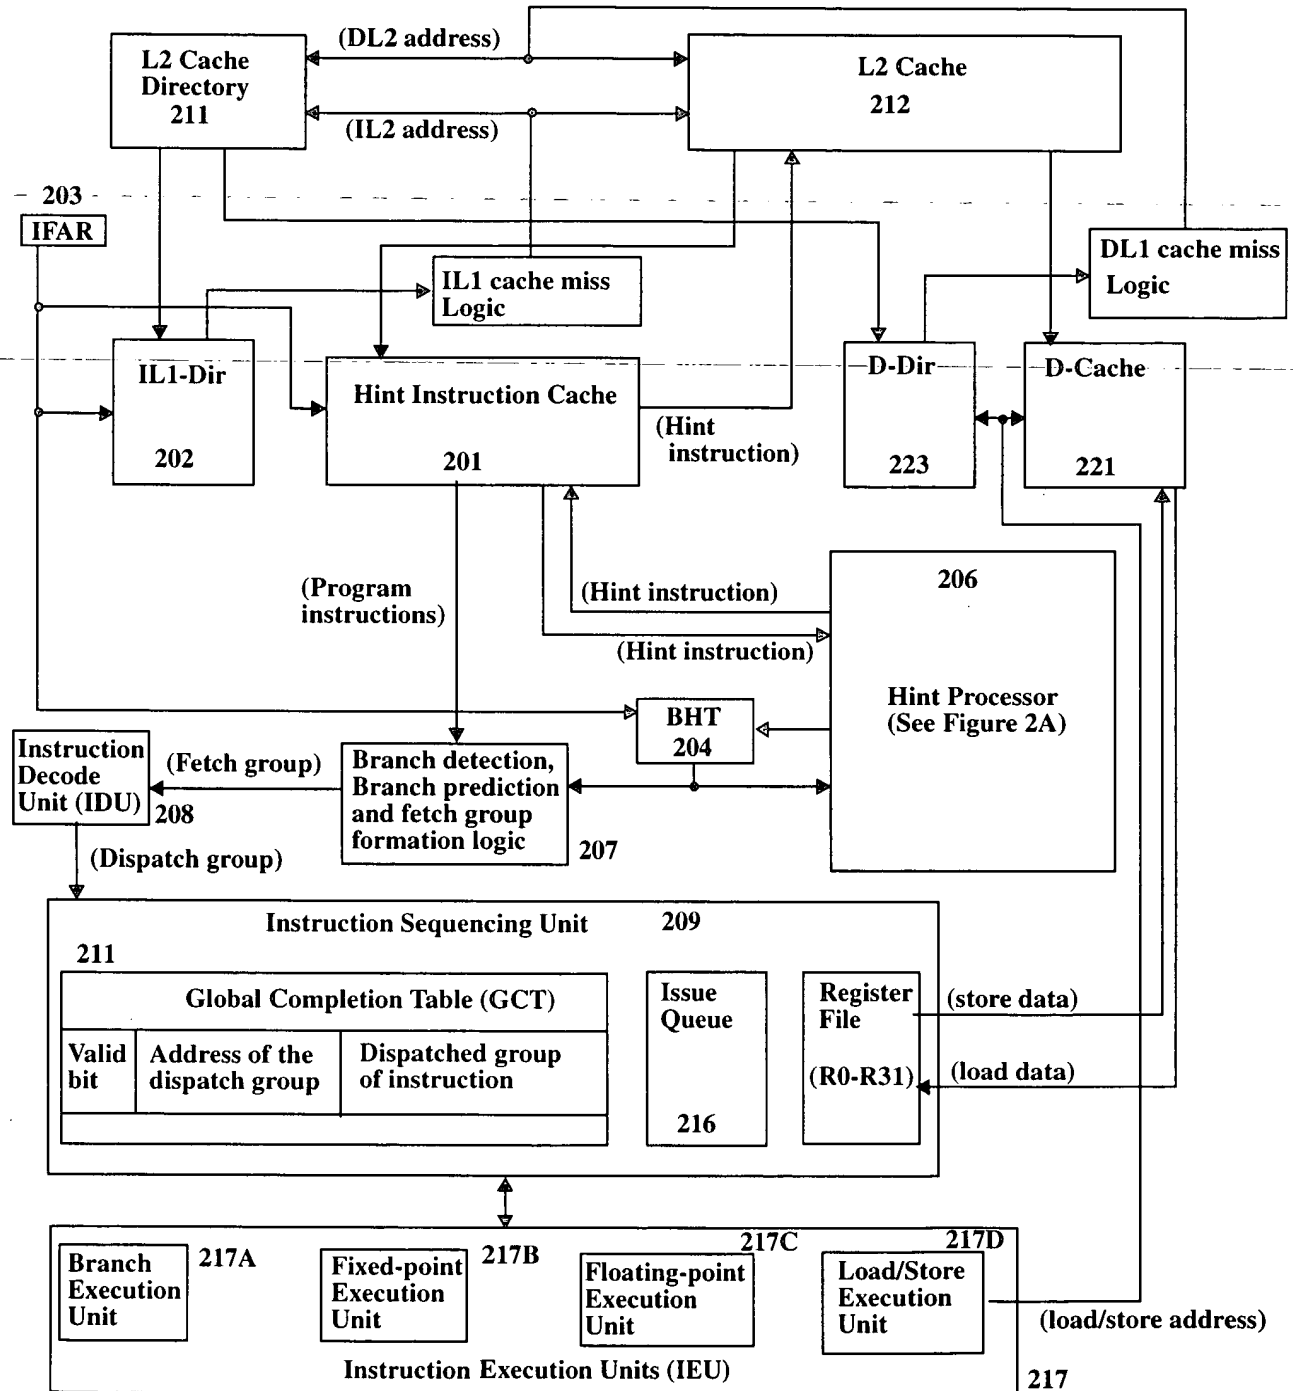 (DL2 address)
L2 Cache
Directory
211
L2 Cache
212
(IL2 address)
203
IFAR
IL1 cache miss
Logic
DL1 cache miss
Logic
IL1-Dir
202
Hint Instruction Cache
201
(Hint
instruction)
D-Dir
223
D-Cache
221
(Program
instructions)
(Hint instruction)
(Hint instruction)
206
Hint Processor
(See Figure 2A)
BHT
204
Instruction
Decode
Unit (IDU)
208
(Fetch group)
Branch detection,
Branch prediction
and fetch group
formation logic
207
(Dispatch group)
Instruction Sequencing Unit
209
211
Global Completion Table (GCT)
Valid
bit
Address of the
dispatch group
Dispatched group
of instruction
Issue
Queue
216
Register
File
(R0-R31)
(store data)
(load data)
Branch
Execution
Unit
217A
Fixed-point
Execution
Unit
217B
Floating-point
Execution
Unit
217C
Load/Store
Execution
Unit
217D
(load/store address)
Instruction Execution Units (IEU)
217